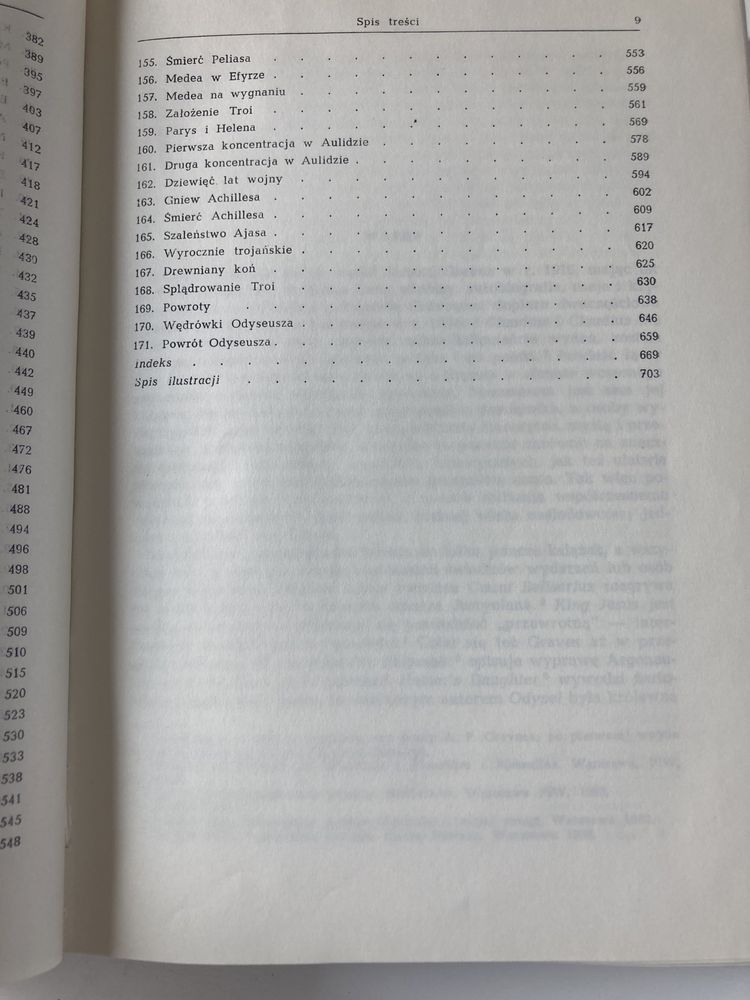 382
389
395
397
403
407
412
417
418
421
424
428
430
432
435
437
439
440
442
449
460
467
472
476
481
488
494
496
498
501
506
509
510
515
520
523
530
533
538
541
545
548
Spis treści 9
155. Śmierć Peliasa . . . . . . . . . . . . . 553
156. Medea w Efyrze . . . . . . . . . . . . . 556
157. Medea na wygnaniu . . . . . . . . . . . . 559
158. Założenie Troi . . . . . . . . . . . . . 561
159. Parys i Helena . . . . . . . . . . . . . 569
160. Pierwsza koncentracja w Aulidzie . . . . . . . . . 578
161. Druga koncentracja w Aulidzie . . . . . . . . . . 589
162. Dziewięć lat wojny . . . . . . . . . . . . 594
163. Gniew Achillesa . . . . . . . . . . . . . 602
164. Śmierć Achillesa . . . . . . . . . . . . . 609
165. Szaleństwo Ajasa . . . . . . . . . . . . . 617
166. Wyrocznie trojańskie . . . . . . . . . . . . 620
167. Drewniany koń . . . . . . . . . . . . . 625
168. Splądrowanie Troi . . . . . . . . . . . . . 630
169. Powroty . . . . . . . . . . . . . . 638
170. Wędrówki Odyseusza . . . . . . . . . . . . 646
171. Powrót Odyseusza . . . . . . . . . . . . . 659
Indeks . . . . . . . . . . . . . . . . 669
Spis ilustracji . . . . . . . . . . . . . . 703